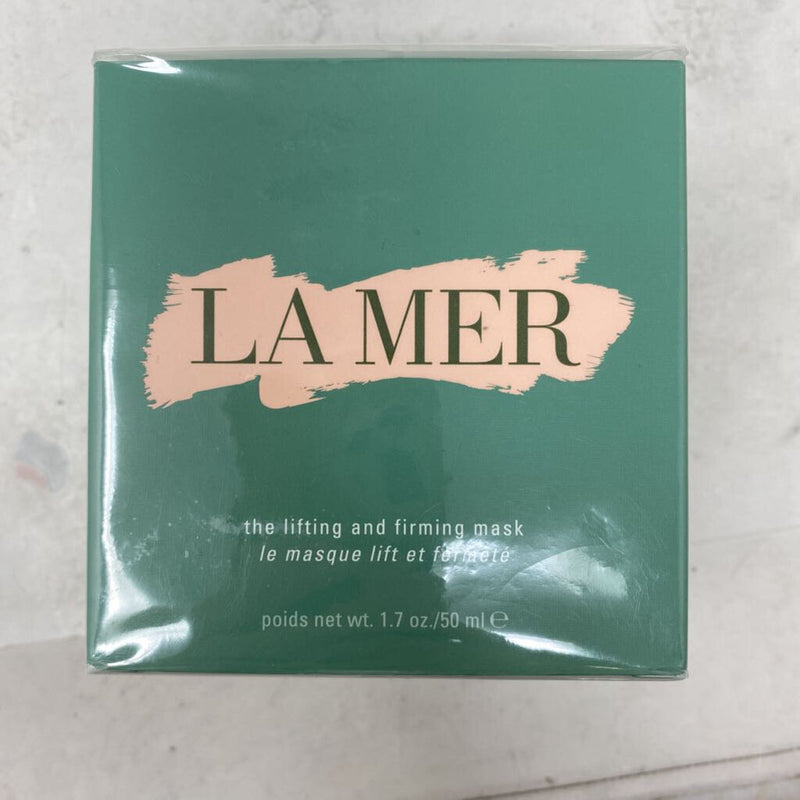 LA MER
the lifting and firming mask
le masque lift et fermeté
poids net wt. 1.7 oz./50 ml ℮